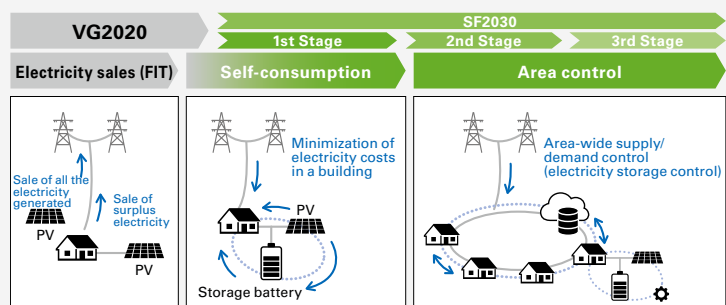 VG2020
SF2030
1st Stage
2nd Stage
3rd Stage
Electricity sales (FIT)
Self-consumption
Area control
Sale of all the
electricity
generated
PV
Sale of
surplus
electricity
PV
Minimization of
electricity costs
in a building
PV
Storage battery
Area-wide supply/
demand control
(electricity storage control)